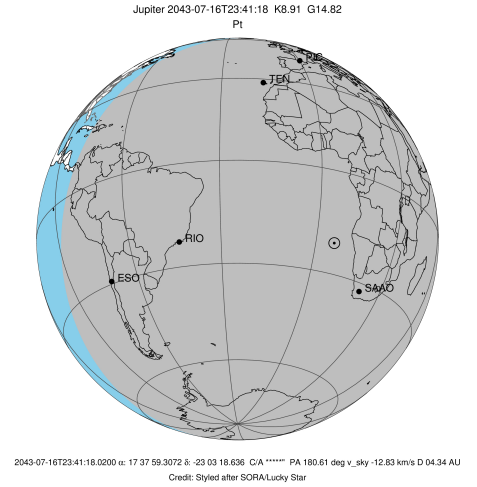 Jupiter 2043-07-16T23:41:18 K8.91 G14.82
Pt
TEN
RIO
ESO
SAAO
2043-07-16T23:41:18.0200 α: 17 37 59.3072 δ: -23 03 18.636 C/A *****" PA 180.61 deg v_sky -12.83 km/s D 04.34 AU
Credit: Styled after SORA/Lucky Star